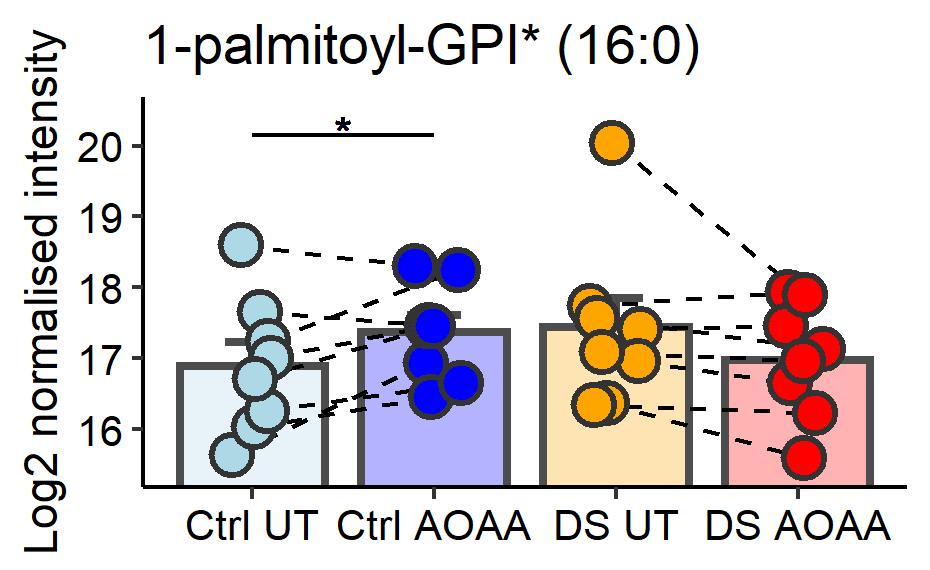 1-palmitoyl-GPI* (16:0)
Log2 normalised intensity
*
20
19
18
17
16
Ctrl UT Ctrl AOAA DS UT DS AOAA